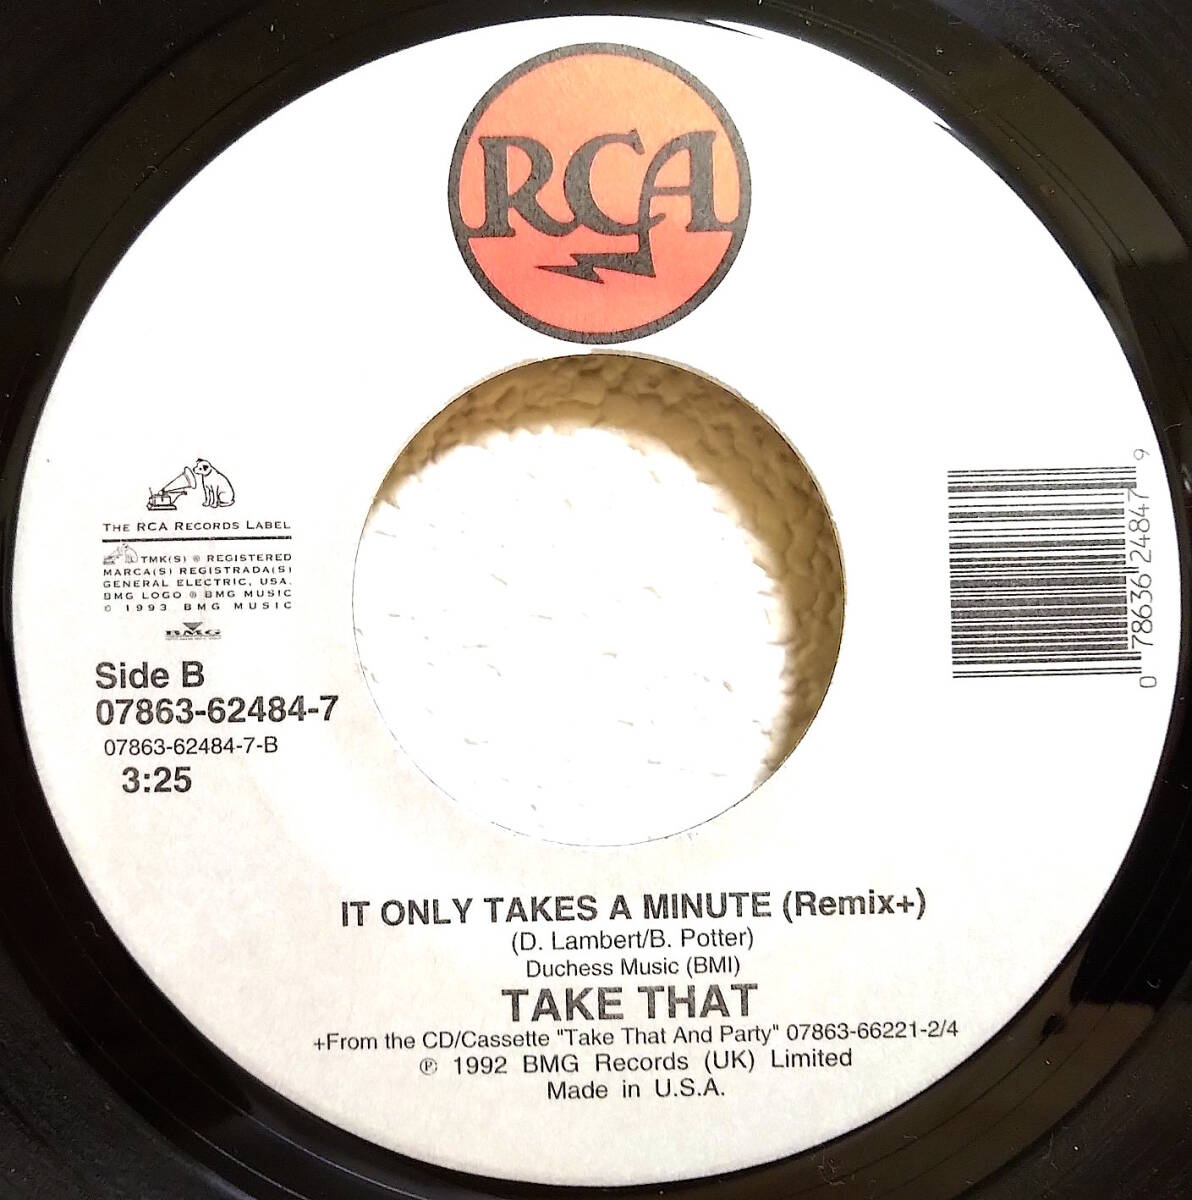 RCA
THE RCA RECORDS LABEL
TMK(S) ® REGISTERED
MARCA(S) REGISTRADA(S)
GENERAL ELECTRIC, USA.
BMG LOGO ® BMG MUSIC
© 1993 BMG MUSIC
BMG
Side B
07863-62484-7
07863-62484-7-B
3:25
0 78636 24847 9
IT ONLY TAKES A MINUTE (Remix+)
(D. Lambert/B. Potter)
Duchess Music (BMI)
TAKE THAT
+From the CD/Cassette "Take That And Party" 07863-66221-2/4
℗ 1992 BMG Records (UK) Limited
Made in U.S.A.